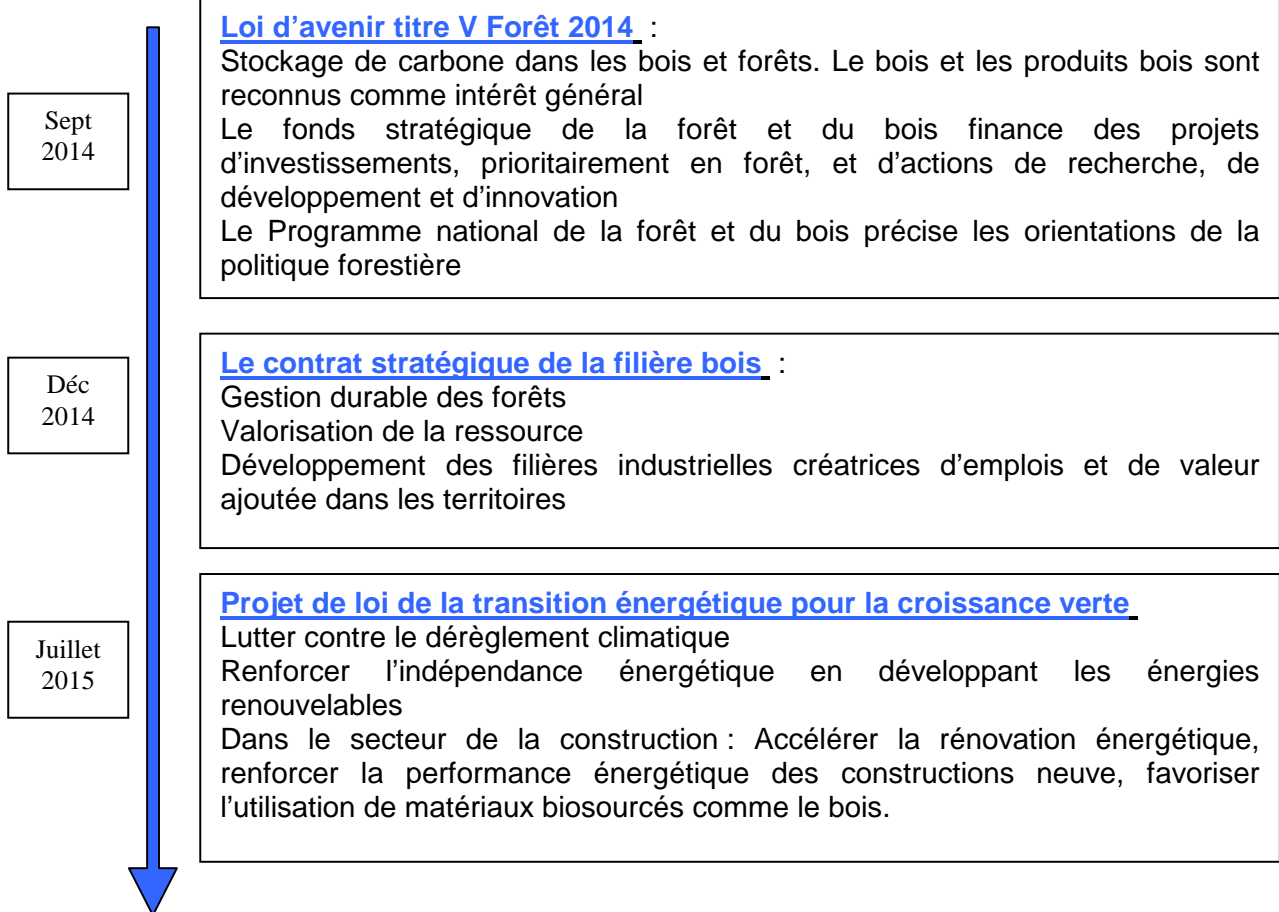 Loi d’avenir titre V Forêt 2014 :
Stockage de carbone dans les bois et forêts. Le bois et les produits bois sont
reconnus comme intérêt général
Sept
2014
Le fonds stratégique de la forêt et du bois finance des projets
d’investissements, prioritairement en forêt, et d’actions de recherche, de
développement et d’innovation
Le Programme national de la forêt et du bois précise les orientations de la
politique forestière
Déc
2014
Le contrat stratégique de la filière bois :
Gestion durable des forêts
Valorisation de la ressource
Développement des filières industrielles créatrices d’emplois et de valeur
ajoutée dans les territoires
Juillet
2015
Projet de loi de la transition énergétique pour la croissance verte
Lutter contre le dérèglement climatique
Renforcer l’indépendance énergétique en développant les énergies
renouvelables
Dans le secteur de la construction : Accélérer la rénovation énergétique,
renforcer la performance énergétique des constructions neuve, favoriser
l’utilisation de matériaux biosourcés comme le bois.